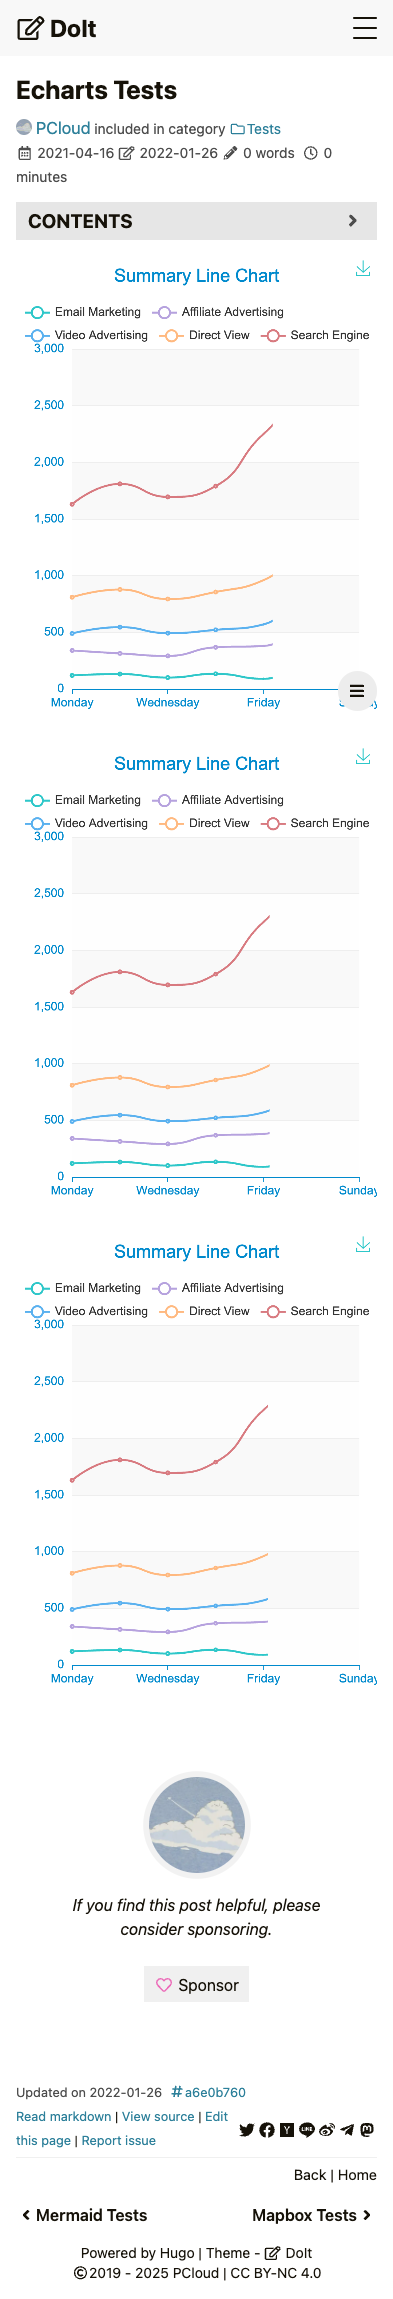 DoIt
Echarts Tests
PCloud included in category Tests
2021-04-16 2022-01-26 0 words 0
minutes
CONTENTS
Summary Line Chart
Email Marketing Affiliate Advertising
Video Advertising Direct View Search Engine
3,000
2,500
2,000
1,500
1,000
500
0
Monday Wednesday Friday
Summary Line Chart
Email Marketing Affiliate Advertising
Video Advertising Direct View Search Engine
3,000
2,500
2,000
1,500
1,000
500
0
Monday Wednesday Friday Sunday
Summary Line Chart
Email Marketing Affiliate Advertising
Video Advertising Direct View Search Engine
3,000
2,500
2,000
1,500
1,000
500
0
Monday Wednesday Friday Sunday
If you find this post helpful, please
consider sponsoring.
Sponsor
Updated on 2022-01-26 #a6e0b760
Read markdown | View source | Edit
this page | Report issue
Back | Home
Mermaid Tests Mapbox Tests
Powered by Hugo | Theme - DoIt
©2019 - 2025 PCloud | CC BY-NC 4.0